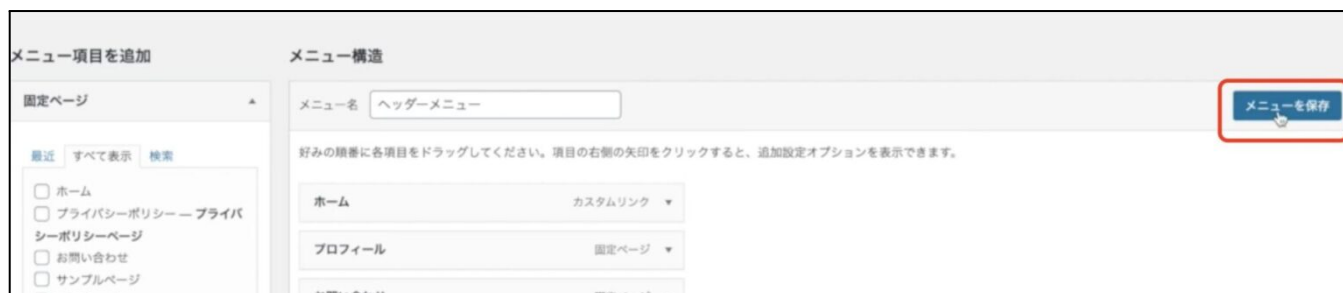 メニュー項目を追加
メニュー構造
固定ページ
メニュー名 ヘッダーメニュー
メニューを保存
最近 すべて表示 検索
好みの順番に各項目をドラッグしてください。項目の右側の矢印をクリックすると、追加設定オプションを表示できます。
ホーム
プライバシーポリシー — プライバ
シーポリシーページ
お問い合わせ
サンプルページ
ホーム カスタムリンク
プロフィール 固定ページ